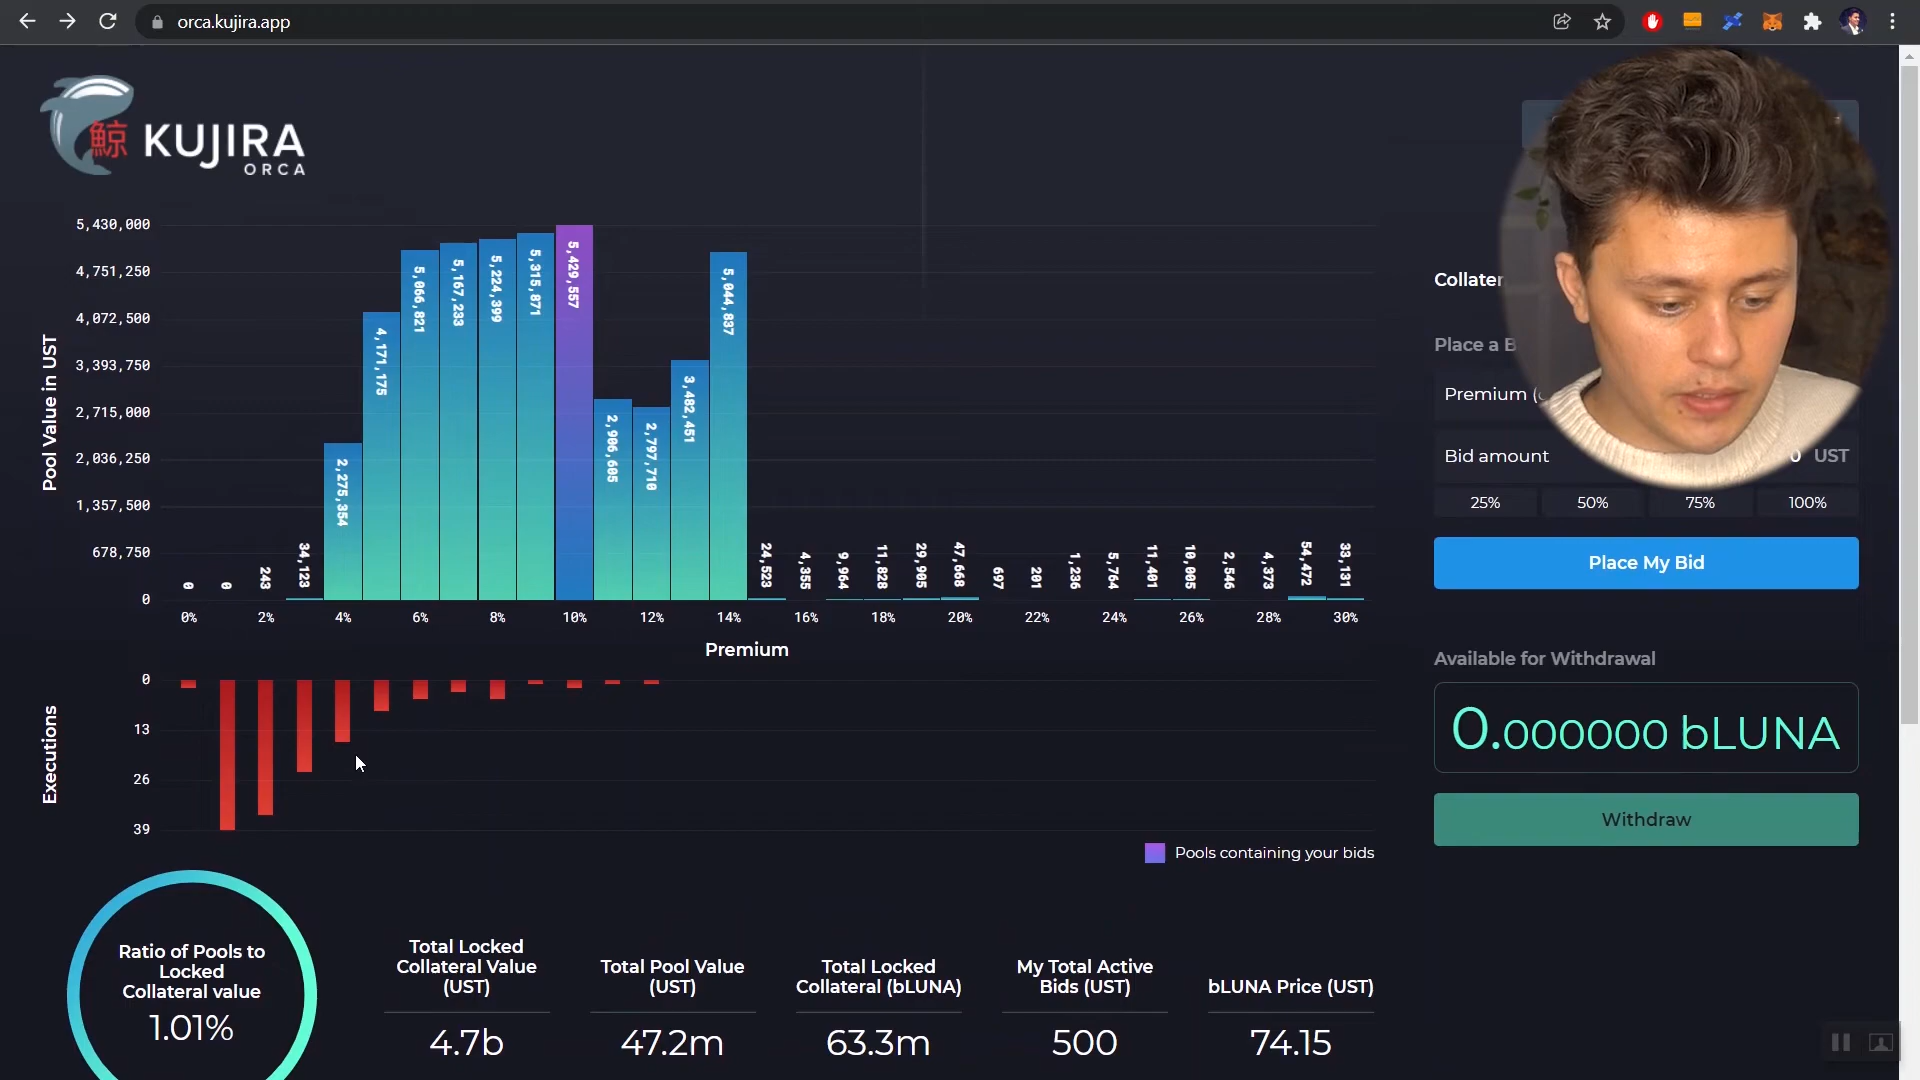 orca.kujira.app
鯨
KUJIRA
ORCA
Pool Value in UST
5,430,000
4,751,250
4,072,500
3,393,750
2,715,000
2,036,250
1,357,500
678,750
0
0
0
243
34,123
2,275,354
4,171,175
5,066,821
5,167,233
5,224,399
5,315,871
5,429,557
2,906,605
2,797,710
3,482,451
5,044,837
24,523
4,355
9,964
11,828
29,905
47,668
697
201
1,236
5,764
11,401
10,005
2,546
4,373
54,472
33,131
0%
2%
4%
6%
8%
10%
12%
14%
16%
18%
20%
22%
24%
26%
28%
30%
Premium
Executions
0
13
26
39
Pools containing your bids
Ratio of Pools to
Locked
Collateral value
1.01%
Total Locked
Collateral Value
(UST)
4.7b
Total Pool Value
(UST)
47.2m
Total Locked
Collateral (bLUNA)
63.3m
My Total Active
Bids (UST)
500
bLUNA Price (UST)
74.15
Place a
Premium
Bid amount
0 UST
25%
50%
75%
100%
Place My Bid
Available for Withdrawal
0.000000 bLUNA
Withdraw